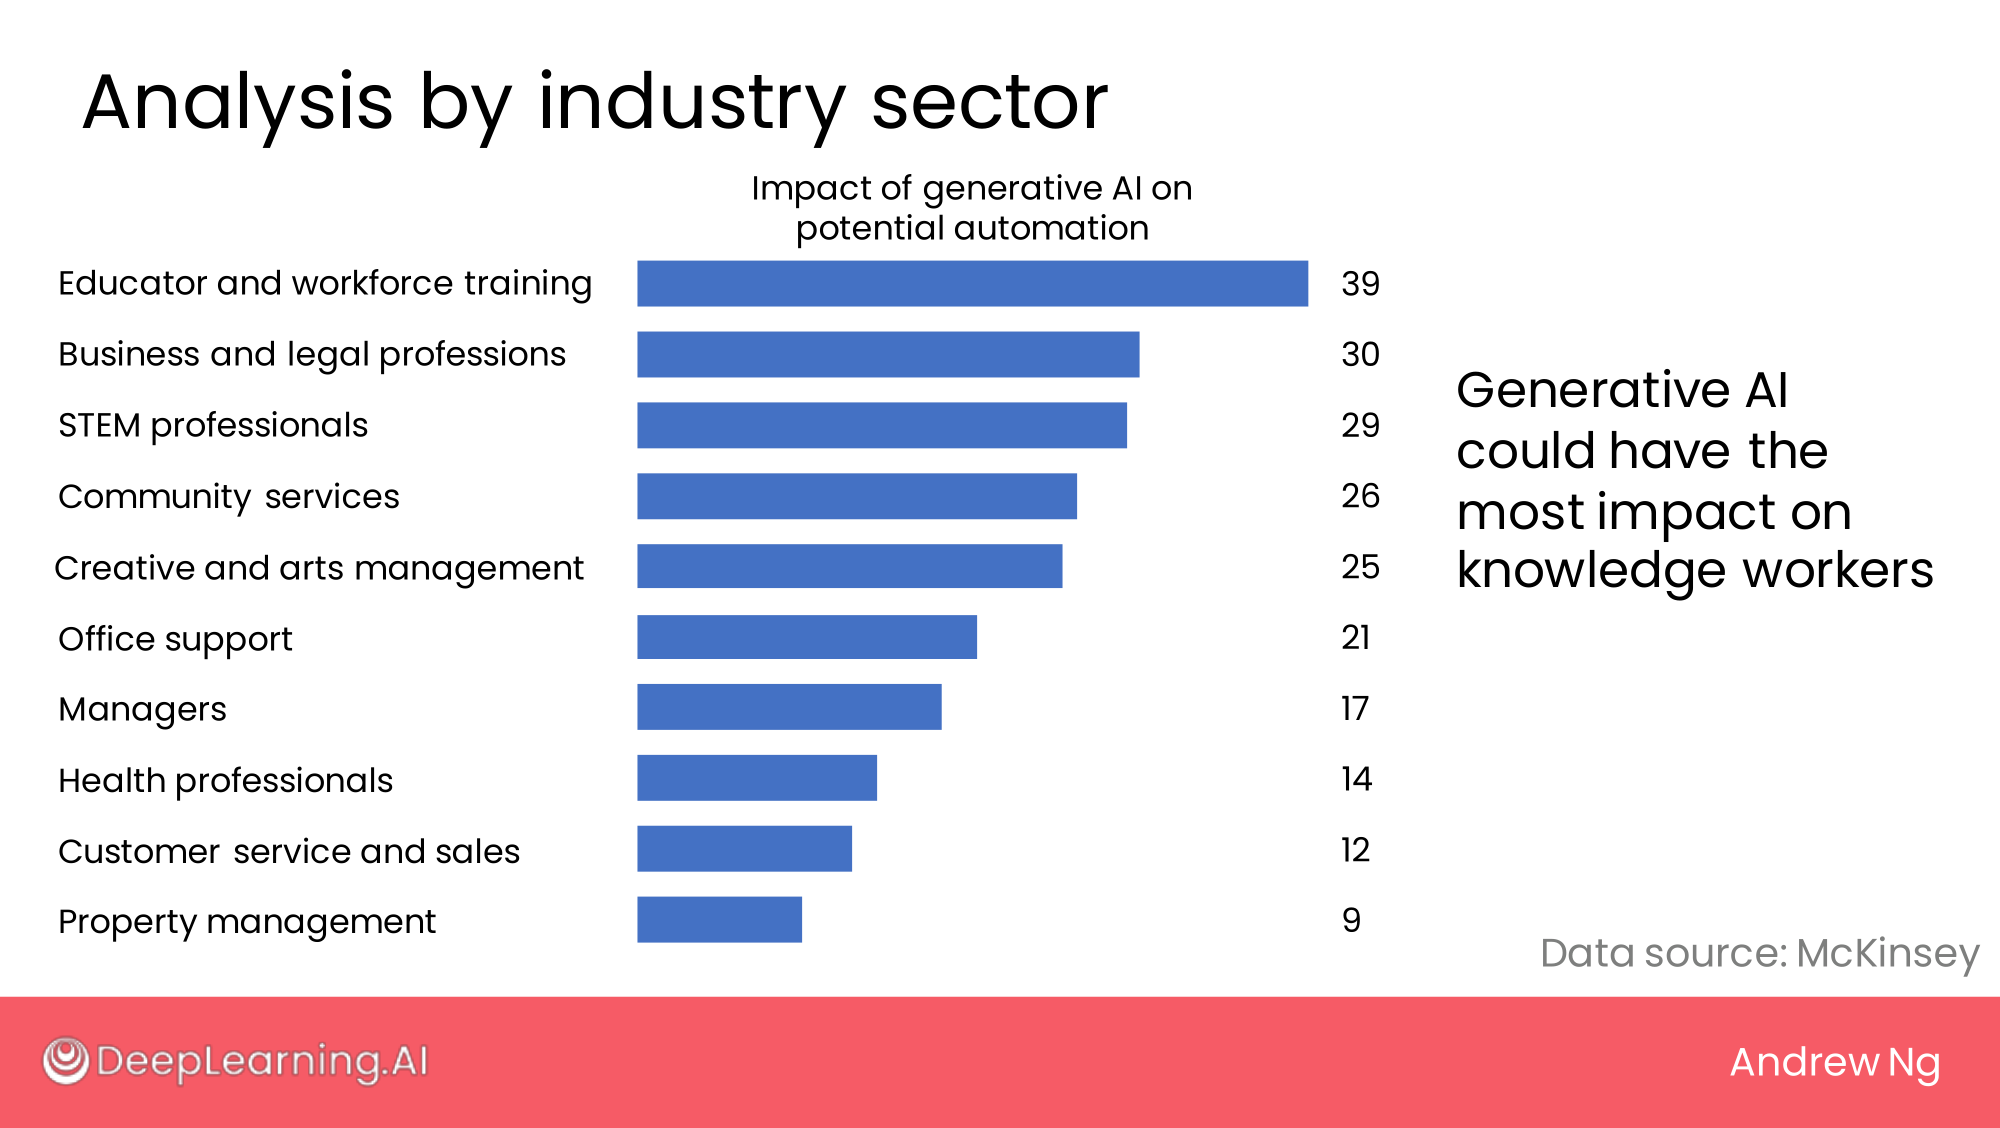 Analysis by industry sector
Impact of generative AI on
potential automation
Educator and workforce training 39
Business and legal professions 30
STEM professionals 29
Community services 26
Creative and arts management 25
Office support 21
Managers 17
Health professionals 14
Customer service and sales 12
Property management 9
Generative AI
could have the
most impact on
knowledge workers
Data source: McKinsey
DeepLearning.AI
Andrew Ng